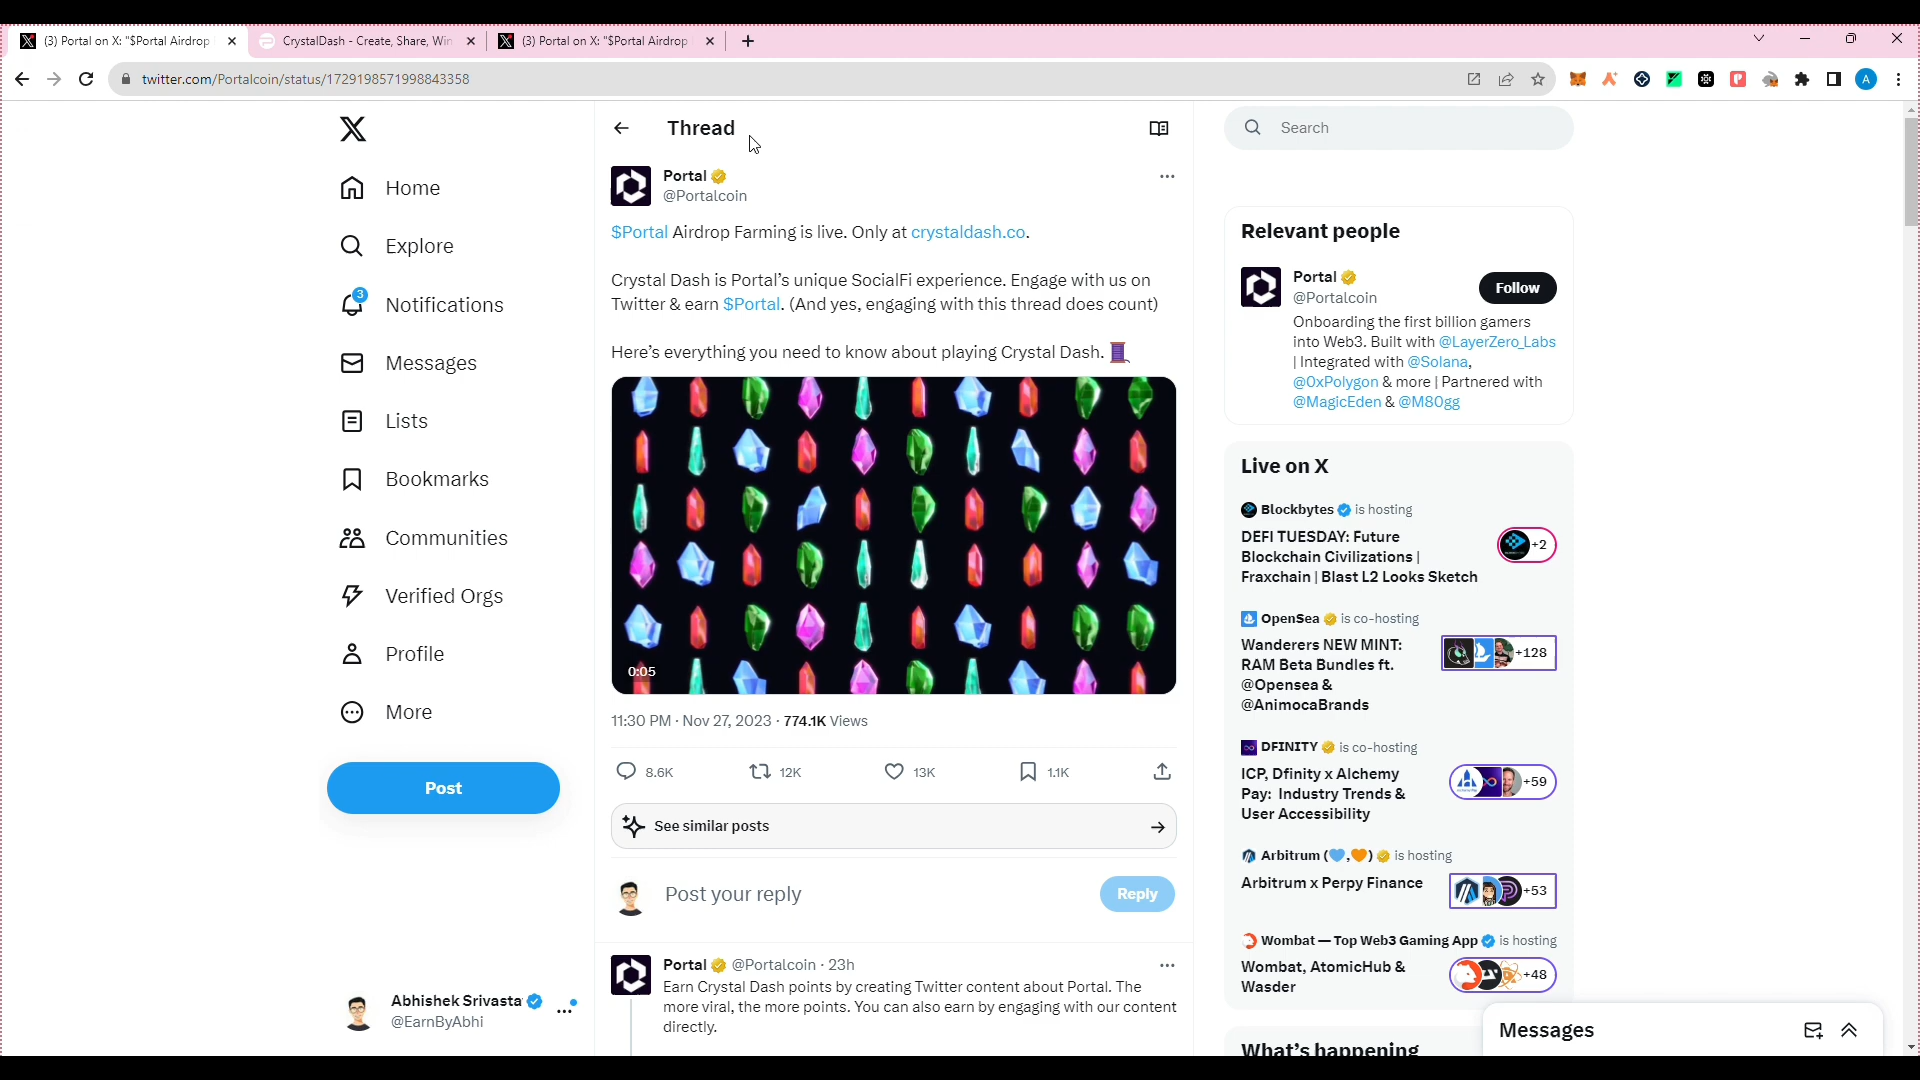 (3) Portal on X: "$Portal Airdrop
CrystalDash - Create, Share, Win
(3) Portal on X: "$Portal Airdrop
twitter.com/Portalcoin/status/1729198571998843358
A
Home
Explore
3
Notifications
Messages
Lists
Bookmarks
Communities
Verified Orgs
Profile
More
Post
Abhishek Srivasta
@EarnByAbhi
Thread
Portal
@Portalcoin
$Portal Airdrop Farming is live. Only at crystaldash.co.
Crystal Dash is Portal’s unique SocialFi experience. Engage with us on
Twitter & earn $Portal. (And yes, engaging with this thread does count)
Here’s everything you need to know about playing Crystal Dash.
0:05
11:30 PM · Nov 27, 2023 · 774.1K Views
8.6K 12K 13K 1.1K
See similar posts
Post your reply
Reply
Portal @Portalcoin · 23h
Earn Crystal Dash points by creating Twitter content about Portal. The
more viral, the more points. You can also earn by engaging with our content
directly.
Search
Relevant people
Portal
@Portalcoin
Follow
Onboarding the first billion gamers
into Web3. Built with @LayerZero_Labs
| Integrated with @Solana,
@0xPolygon & more | Partnered with
@MagicEden & @M80gg
Live on X
Blockbytes is hosting
DEFI TUESDAY: Future
Blockchain Civilizations |
Fraxchain | Blast L2 Looks Sketch
+2
OpenSea is co-hosting
Wanderers NEW MINT:
RAM Beta Bundles ft.
@Opensea &
@AnimocaBrands
+128
DFINITY is co-hosting
ICP, Dfinity x Alchemy
Pay: Industry Trends &
User Accessibility
+59
Arbitrum (💙,🧡) is hosting
Arbitrum x Perpy Finance
+53
Wombat — Top Web3 Gaming App is hosting
Wombat, AtomicHub &
Wasder
+48
What’s happening
Messages